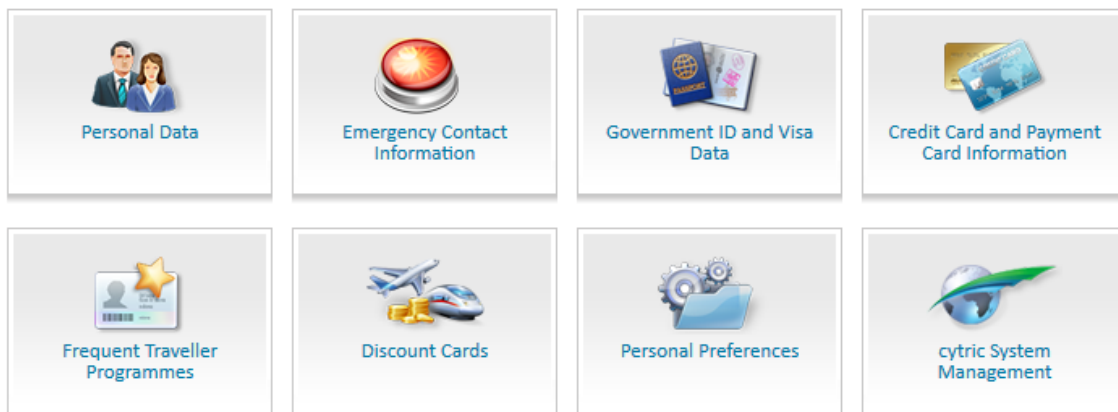 Personal Data
Emergency Contact
Information
Government ID and Visa
Data
Credit Card and Payment
Card Information
PASSPORT
Frequent Traveller
Programmes
Discount Cards
Personal Preferences
cytric System
Management